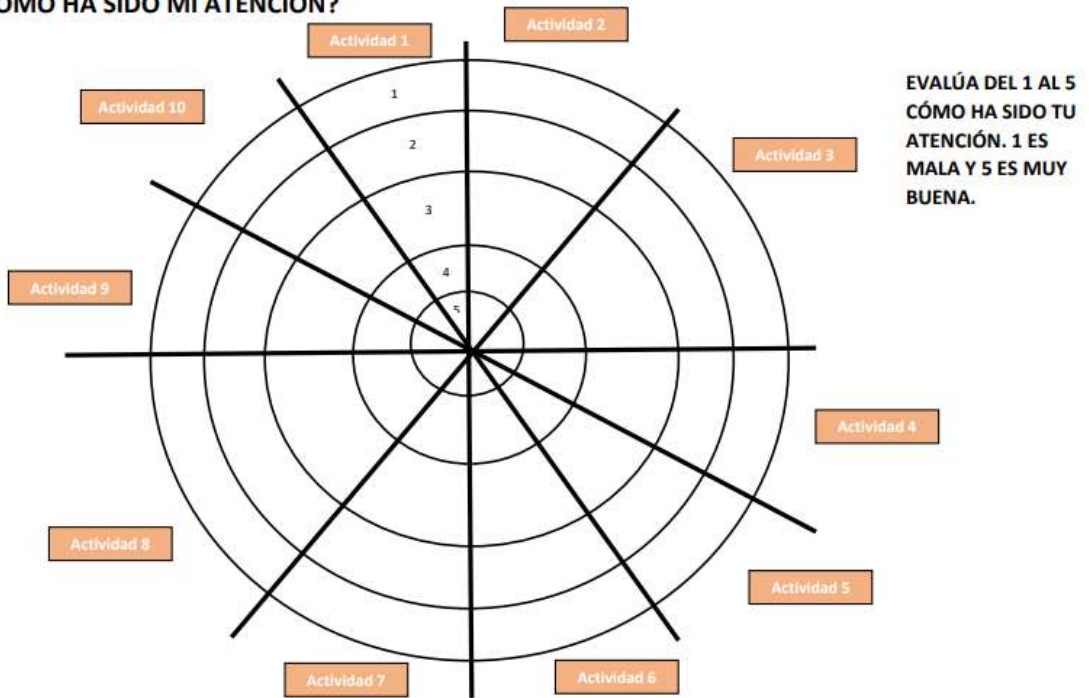 CÓMO HA SIDO MI ATENCIÓN?
Actividad 1
Actividad 2
Actividad 10
1
2
3
4
5
Actividad 3
EVALÚA DEL 1 AL 5
CÓMO HA SIDO TU
ATENCIÓN. 1 ES
MALA Y 5 ES MUY
BUENA.
Actividad 9
Actividad 4
Actividad 8
Actividad 5
Actividad 7
Actividad 6